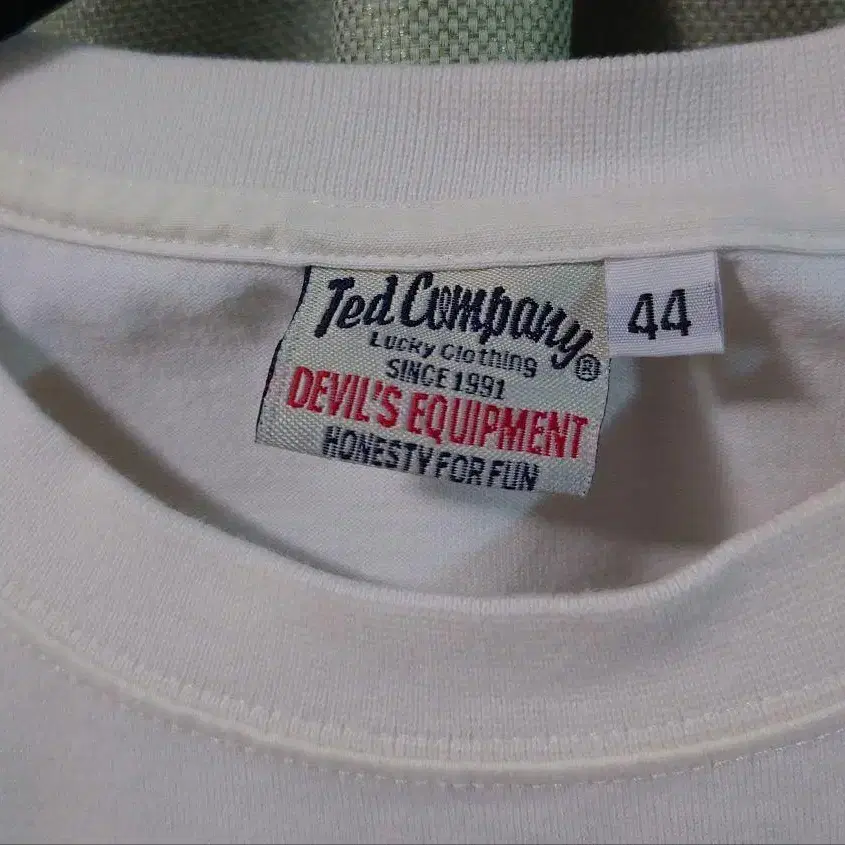 Ted Company®
Lucky Clothing
SINCE 1991
DEVIL'S EQUIPMENT
HONESTY FOR FUN
44